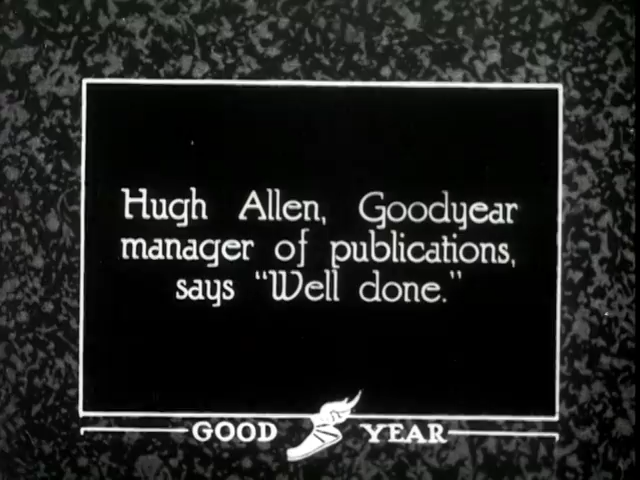 Hugh Allen, Goodyear
manager of publications,
says “Well done.”
GOOD YEAR